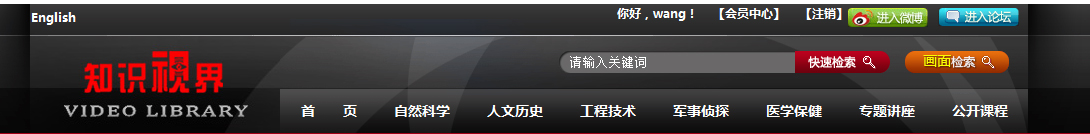 English 你好，wang！ 【会员中心】 【注销】 进入微博 进入论坛
知识视界
VIDEO LIBRARY
请输入关键词 快速检索 画面检索
首 页 自然科学 人文历史 工程技术 军事侦探 医学保健 专题讲座 公开课程